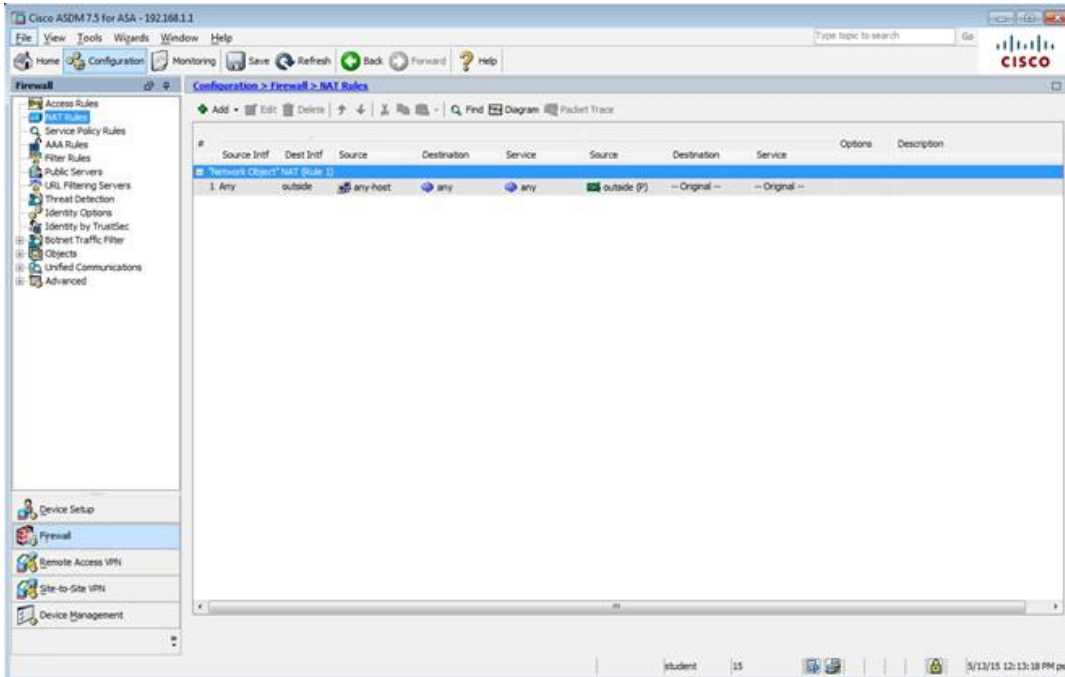 Cisco ASDM 7.5 for ASA - 192.168.1.1
File View Tools Wizards Window Help
Type topic to search Go
Home Configuration Monitoring Save Refresh Back Forward Help
CISCO
Firewall
Configuration > Firewall > NAT Rules
Access Rules
NAT Rules
Service Policy Rules
AAA Rules
Filter Rules
Public Servers
URL Filtering Servers
Threat Detection
Identity Options
Identity by TrustSec
Botnet Traffic Filter
Objects
Unified Communications
Advanced
Add Edit Delete Find Diagram Packet Trace
# Source Intf Dest Intf Source Destination Service Source Destination Service Options Description
"Network Object" NAT (Rule 1)
1 Any outside any-host any any outside (P) -- Original -- -- Original --
Device Setup
Firewall
Remote Access VPN
Site-to-Site VPN
Device Management
student 15 5/13/15 12:13:18 PM